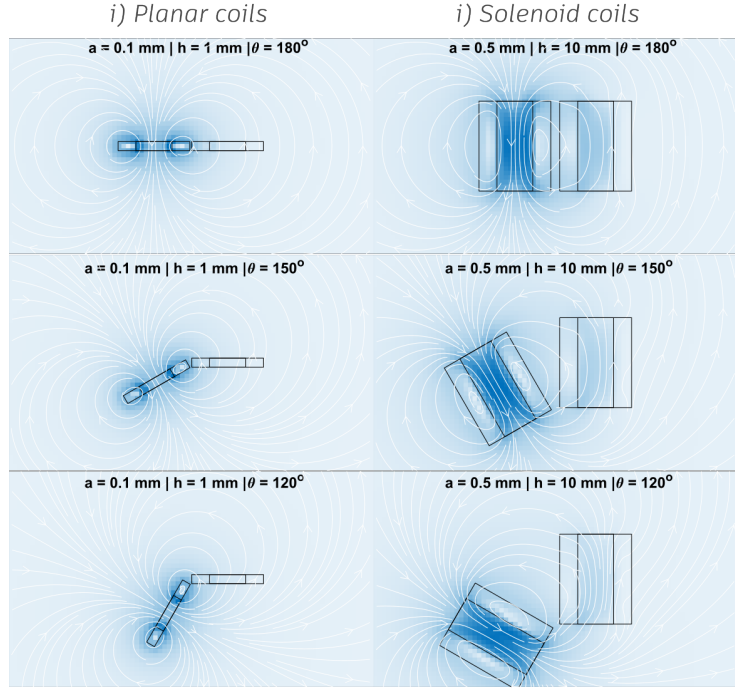 i) Planar coils
i) Solenoid coils
a = 0.1 mm | h = 1 mm |θ = 180°
a = 0.5 mm | h = 10 mm |θ = 180°
a = 0.1 mm | h = 1 mm |θ = 150°
a = 0.5 mm | h = 10 mm |θ = 150°
a = 0.1 mm | h = 1 mm |θ = 120°
a = 0.5 mm | h = 10 mm |θ = 120°